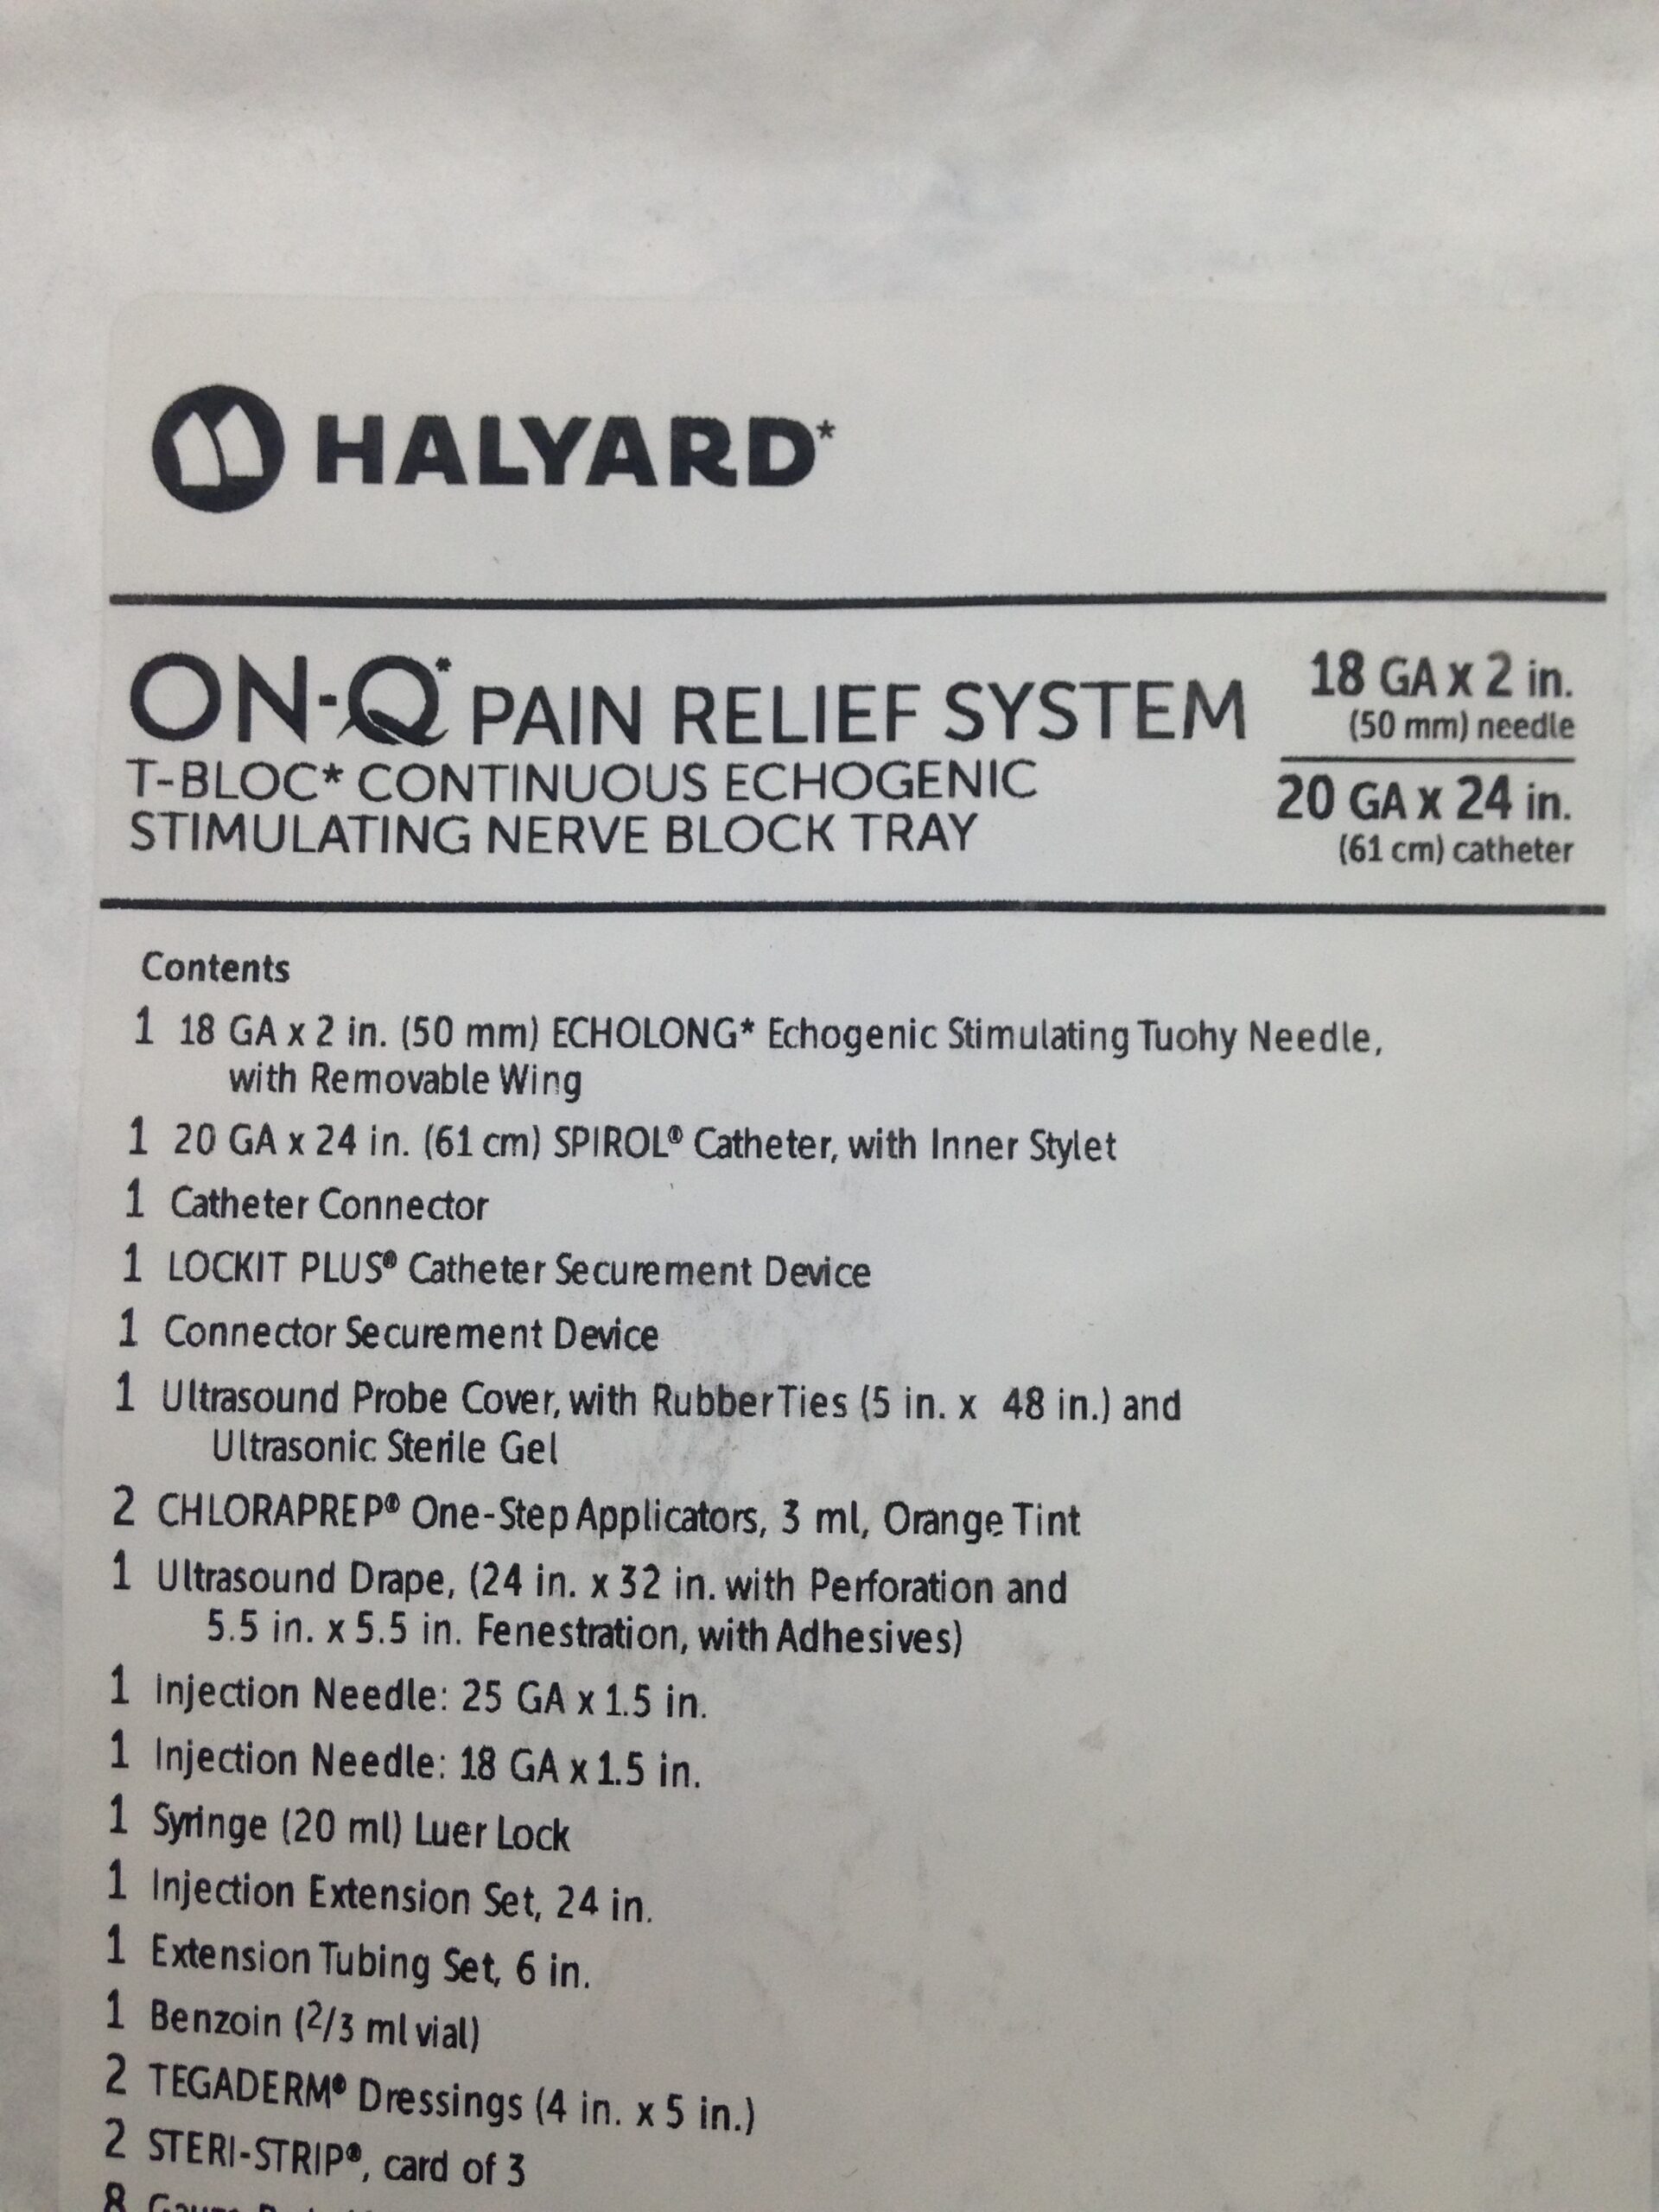 HALYARD*
ON-Q* PAIN RELIEF SYSTEM
T-BLOC* CONTINUOUS ECHOGENIC
STIMULATING NERVE BLOCK TRAY
18 GA x 2 in.
(50 mm) needle
20 GA x 24 in.
(61 cm) catheter
Contents
1 18 GA x 2 in. (50 mm) ECHOLONG* Echogenic Stimulating Tuohy Needle,
with Removable Wing
1 20 GA x 24 in. (61 cm) SPIROL® Catheter, with Inner Stylet
1 Catheter Connector
1 LOCKIT PLUS® Catheter Securement Device
1 Connector Securement Device
1 Ultrasound Probe Cover, with Rubber Ties (5 in. x 48 in.) and
Ultrasonic Sterile Gel
2 CHLORAPREP® One-Step Applicators, 3 ml, Orange Tint
1 Ultrasound Drape, (24 in. x 32 in. with Perforation and
5.5 in. x 5.5 in. Fenestration, with Adhesives)
1 Injection Needle: 25 GA x 1.5 in.
1 Injection Needle: 18 GA x 1.5 in.
1 Syringe (20 ml) Luer Lock
1 Injection Extension Set, 24 in.
1 Extension Tubing Set, 6 in.
1 Benzoin (2/3 ml vial)
2 TEGADERM® Dressings (4 in. x 5 in.)
2 STERI-STRIP®, card of 3
8 Gauze